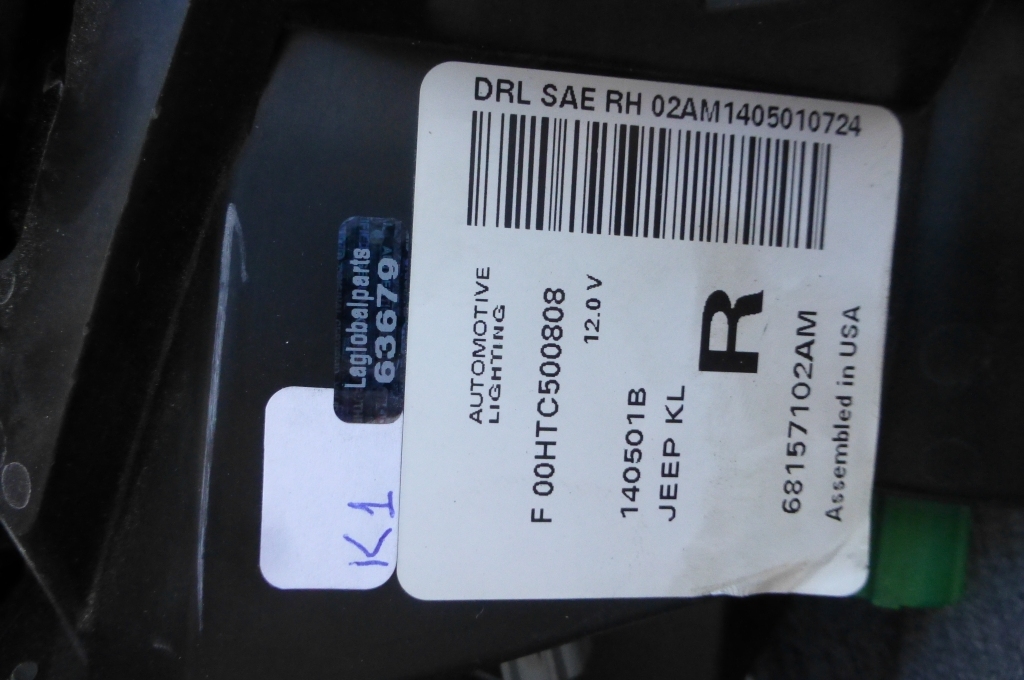 DRL SAE RH 02AM1405010724
AUTOMOTIVE
LIGHTING
F 00HTC500808
12.0 V
140501B
JEEP KL
R
68157102AM
Assembled in USA
Laglobalparts
63679
K1